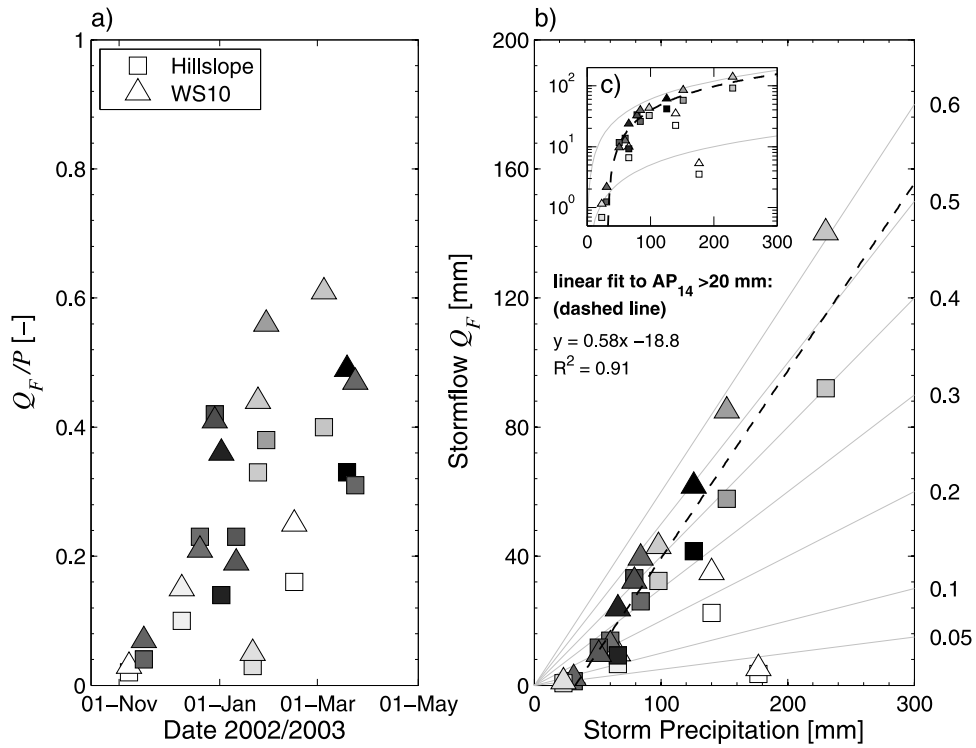 a)
1
0.8
0.6
0.4
0.2
0
Q_F/P [-]
Hillslope
WS10
01-Nov 01-Jan 01-Mar 01-May
Date 2002/2003
b)
200
160
120
80
40
0
Stormflow Q_F [mm]
0 100 200 300
Storm Precipitation [mm]
0.6
0.5
0.4
0.3
0.2
0.1
0.05
c)
10^2
10^1
10^0
0 100 200 300
linear fit to AP_14 >20 mm:
(dashed line)
y = 0.58x −18.8
R^2 = 0.91